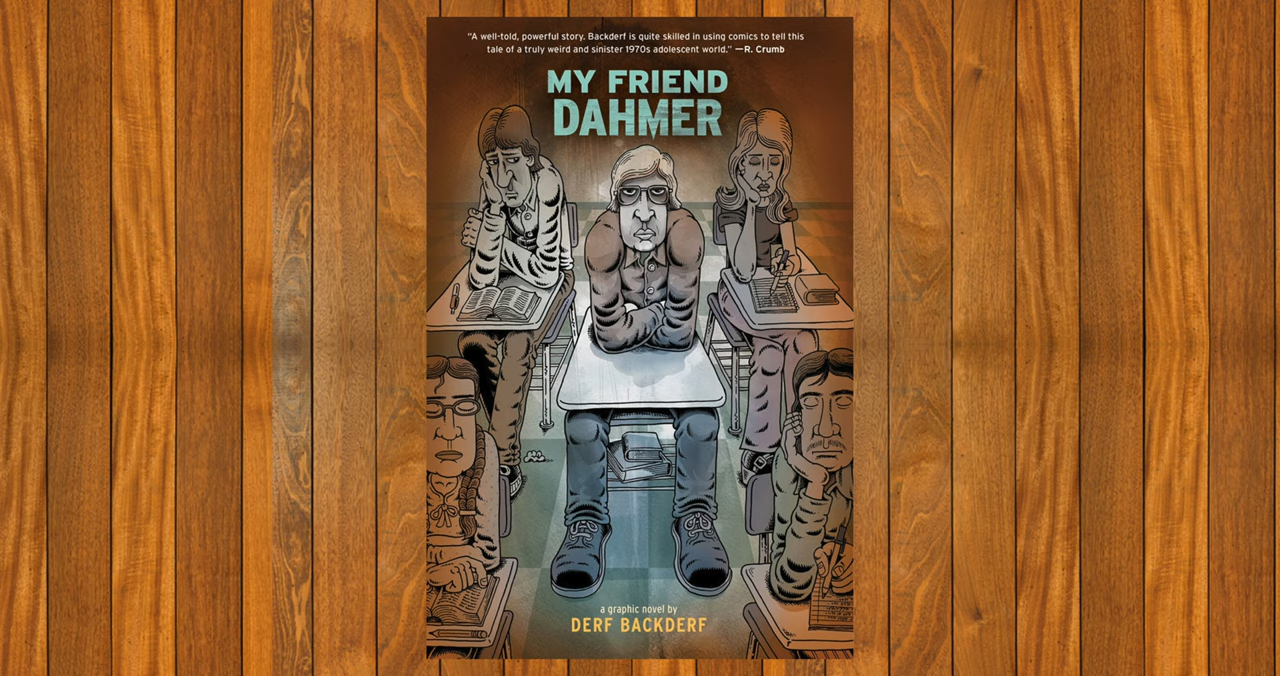 “A well-told, powerful story. Backderf is quite skilled in using comics to tell this
tale of a truly weird and sinister 1970s adolescent world.” —R. Crumb
MY FRIEND
DAHMER
a graphic novel by
DERF BACKDERF